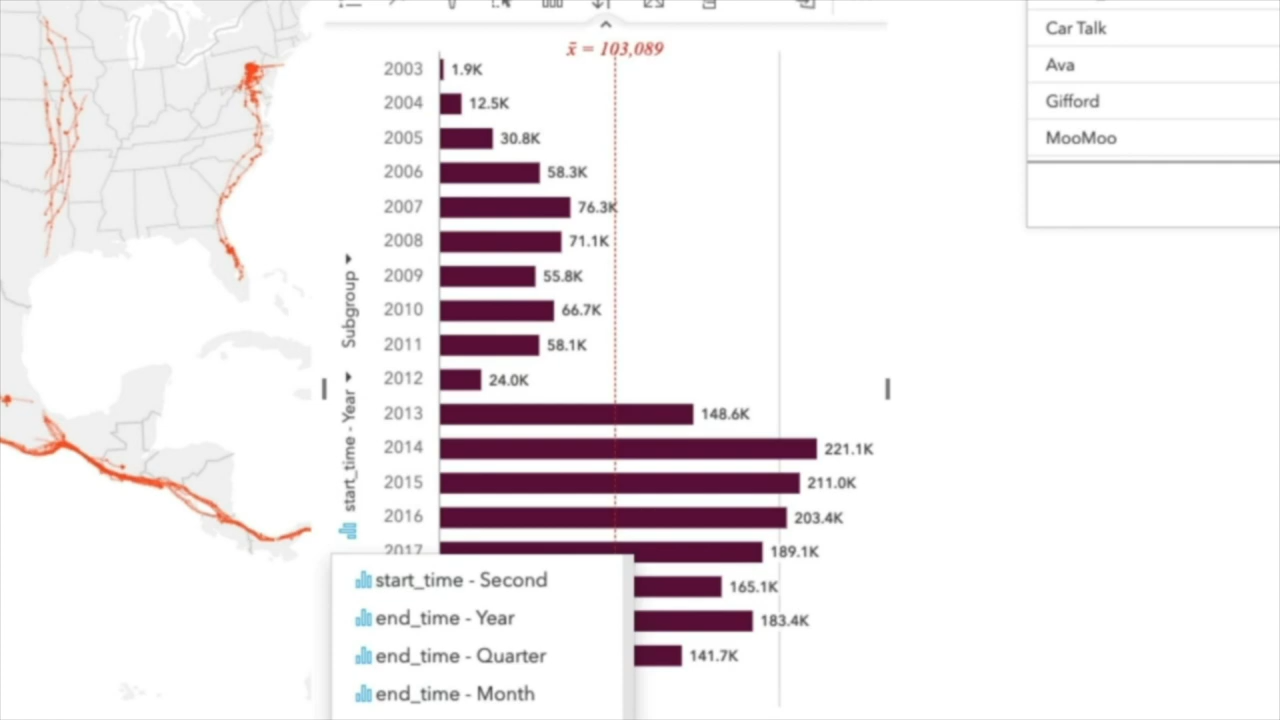 x̄ = 103,089
2003 1.9K
2004 12.5K
2005 30.8K
2006 58.3K
2007 76.3K
2008 71.1K
2009 55.8K
2010 66.7K
2011 58.1K
2012 24.0K
2013 148.6K
2014 221.1K
2015 211.0K
2016 203.4K
2017 189.1K
165.1K
183.4K
141.7K
Subgroup
start_time - Year
start_time - Second
end_time - Year
end_time - Quarter
end_time - Month
Car Talk
Ava
Gifford
MooMoo